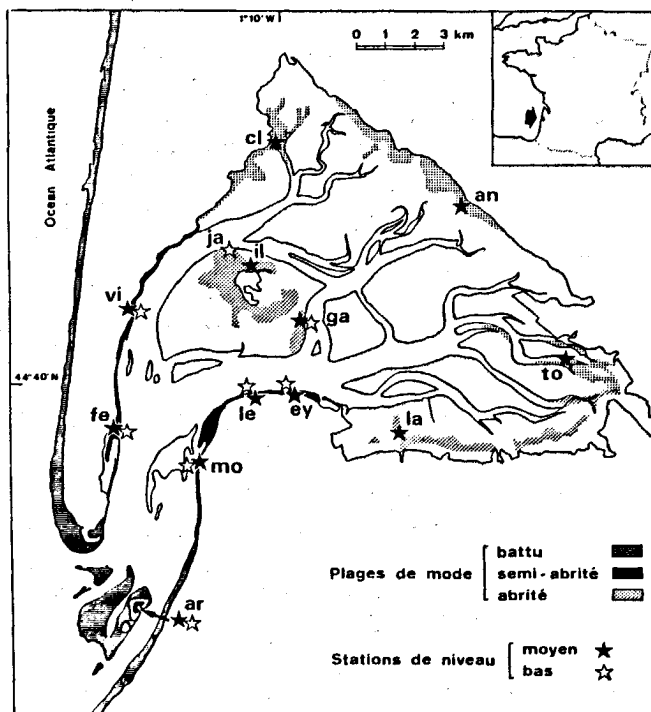 1°10'W
0 1 2 3 km
Océan Atlantique
cl
an
ja
il
vi
ga
44°40'N
to
fe
le
ey
la
mo
ar
Plages de mode
battu
semi-abrité
abrité
Stations de niveau
moyen
bas